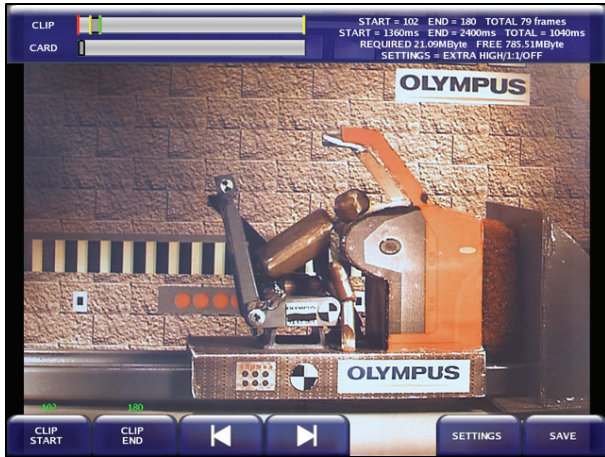 CLIP
START = 102 END = 180 TOTAL 79 frames
START = 1360ms END = 2400ms TOTAL = 1040ms
CARD
REQUIRED 21.09MByte FREE 785.51MByte
SETTINGS = EXTRA HIGH/1:1/OFF
OLYMPUS
OLYMPUS
OLYMPUS
102 180
CLIP START
CLIP END
SETTINGS
SAVE